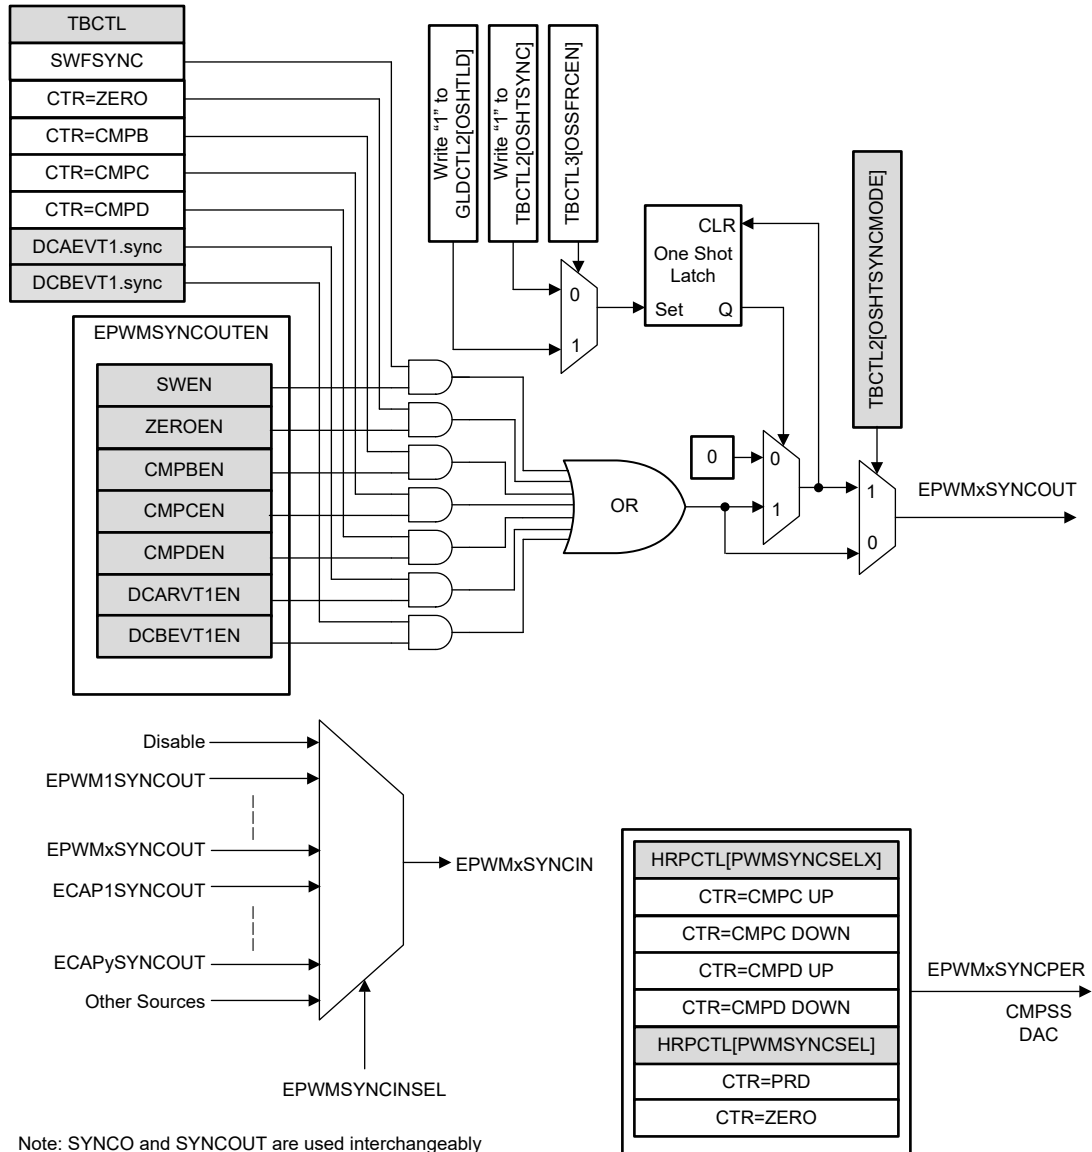 TBCTL
SWFSYNC
CTR=ZERO
CTR=CMPB
CTR=CMPC
CTR=CMPD
DCAEVT1.sync
DCBEVT1.sync
Write “1” to
GLDCTL2[OSHTLD]
Write “1” to
TBCTL2[OSHTSYNC]
TBCTL3[OSSFRCEN]
0
1
CLR
One Shot
Latch
Set
Q
TBCTL2[OSHTSYNCMODE]
EPWMSYNCOUTEN
SWEN
ZEROEN
CMPBEN
CMPCEN
CMPDEN
DCARVT1EN
DCBEVT1EN
OR
0
0
1
1
0
EPWMxSYNCOUT
Disable
EPWM1SYNCOUT
EPWMxSYNCOUT
ECAP1SYNCOUT
ECAPySYNCOUT
Other Sources
EPWMxSYNCIN
EPWMSYNCINSEL
HRPCTL[PWMSYNCSELX]
CTR=CMPC UP
CTR=CMPC DOWN
CTR=CMPD UP
CTR=CMPD DOWN
HRPCTL[PWMSYNCSEL]
CTR=PRD
CTR=ZERO
EPWMxSYNCPER
CMPSS
DAC
Note: SYNCO and SYNCOUT are used interchangeably